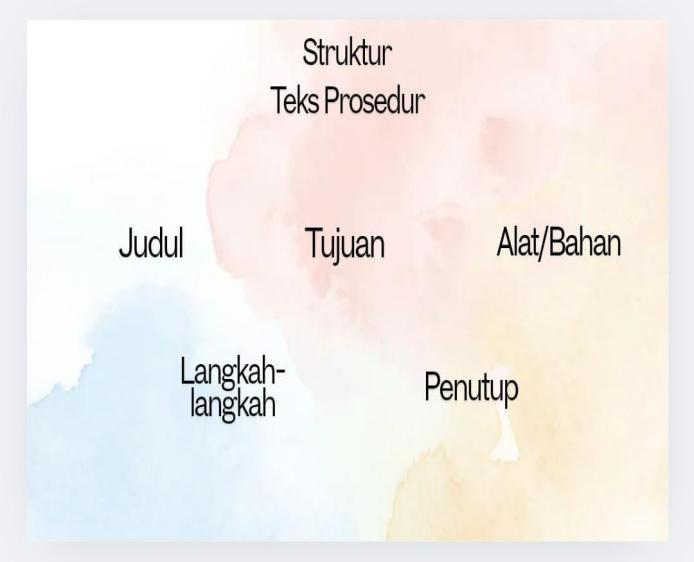 Struktur
Teks Prosedur
Judul
Tujuan
Alat/Bahan
Langkah-
langkah
Penutup